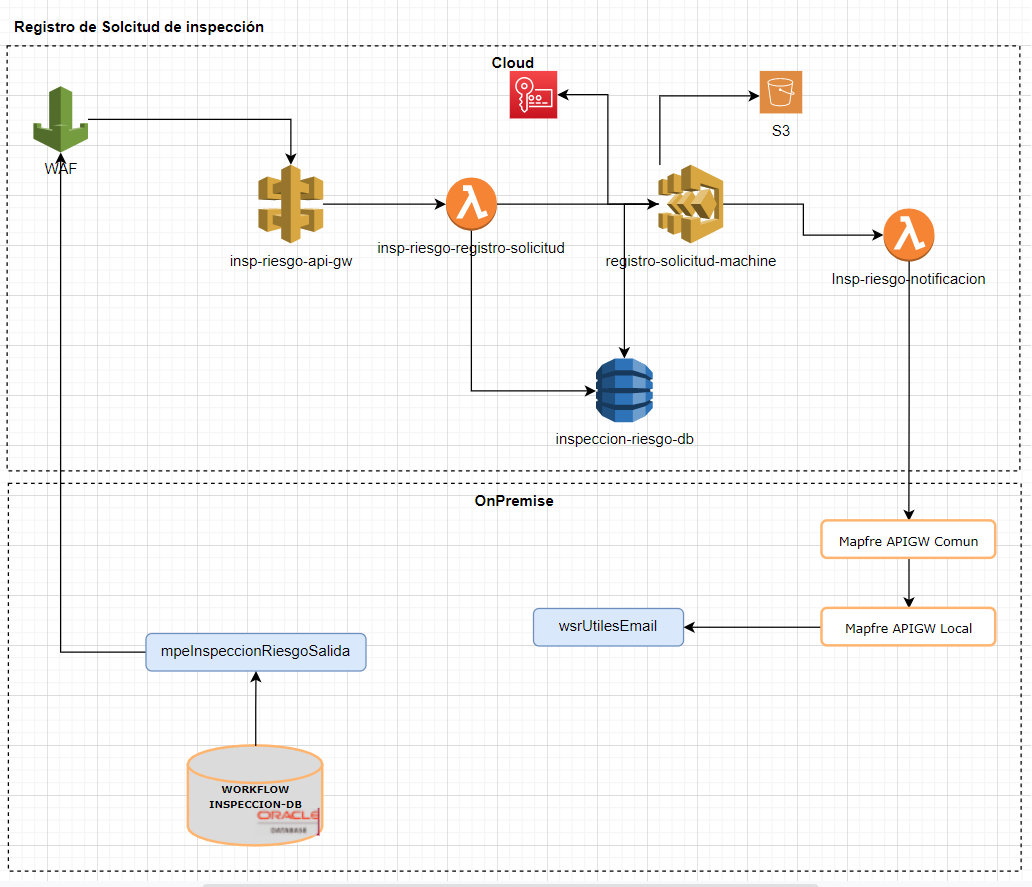 Registro de Solcitud de inspección
Cloud
S3
WAF
insp-riesgo-registro-solicitud
insp-riesgo-api-gw
registro-solicitud-machine
Insp-riesgo-notificacion
inspeccion-riesgo-db
OnPremise
Mapfre APIGW Comun
wsrUtilesEmail
Mapfre APIGW Local
mpeInspeccionRiesgoSalida
WORKFLOW
INSPECCION-DB
ORACLE
DATABASE